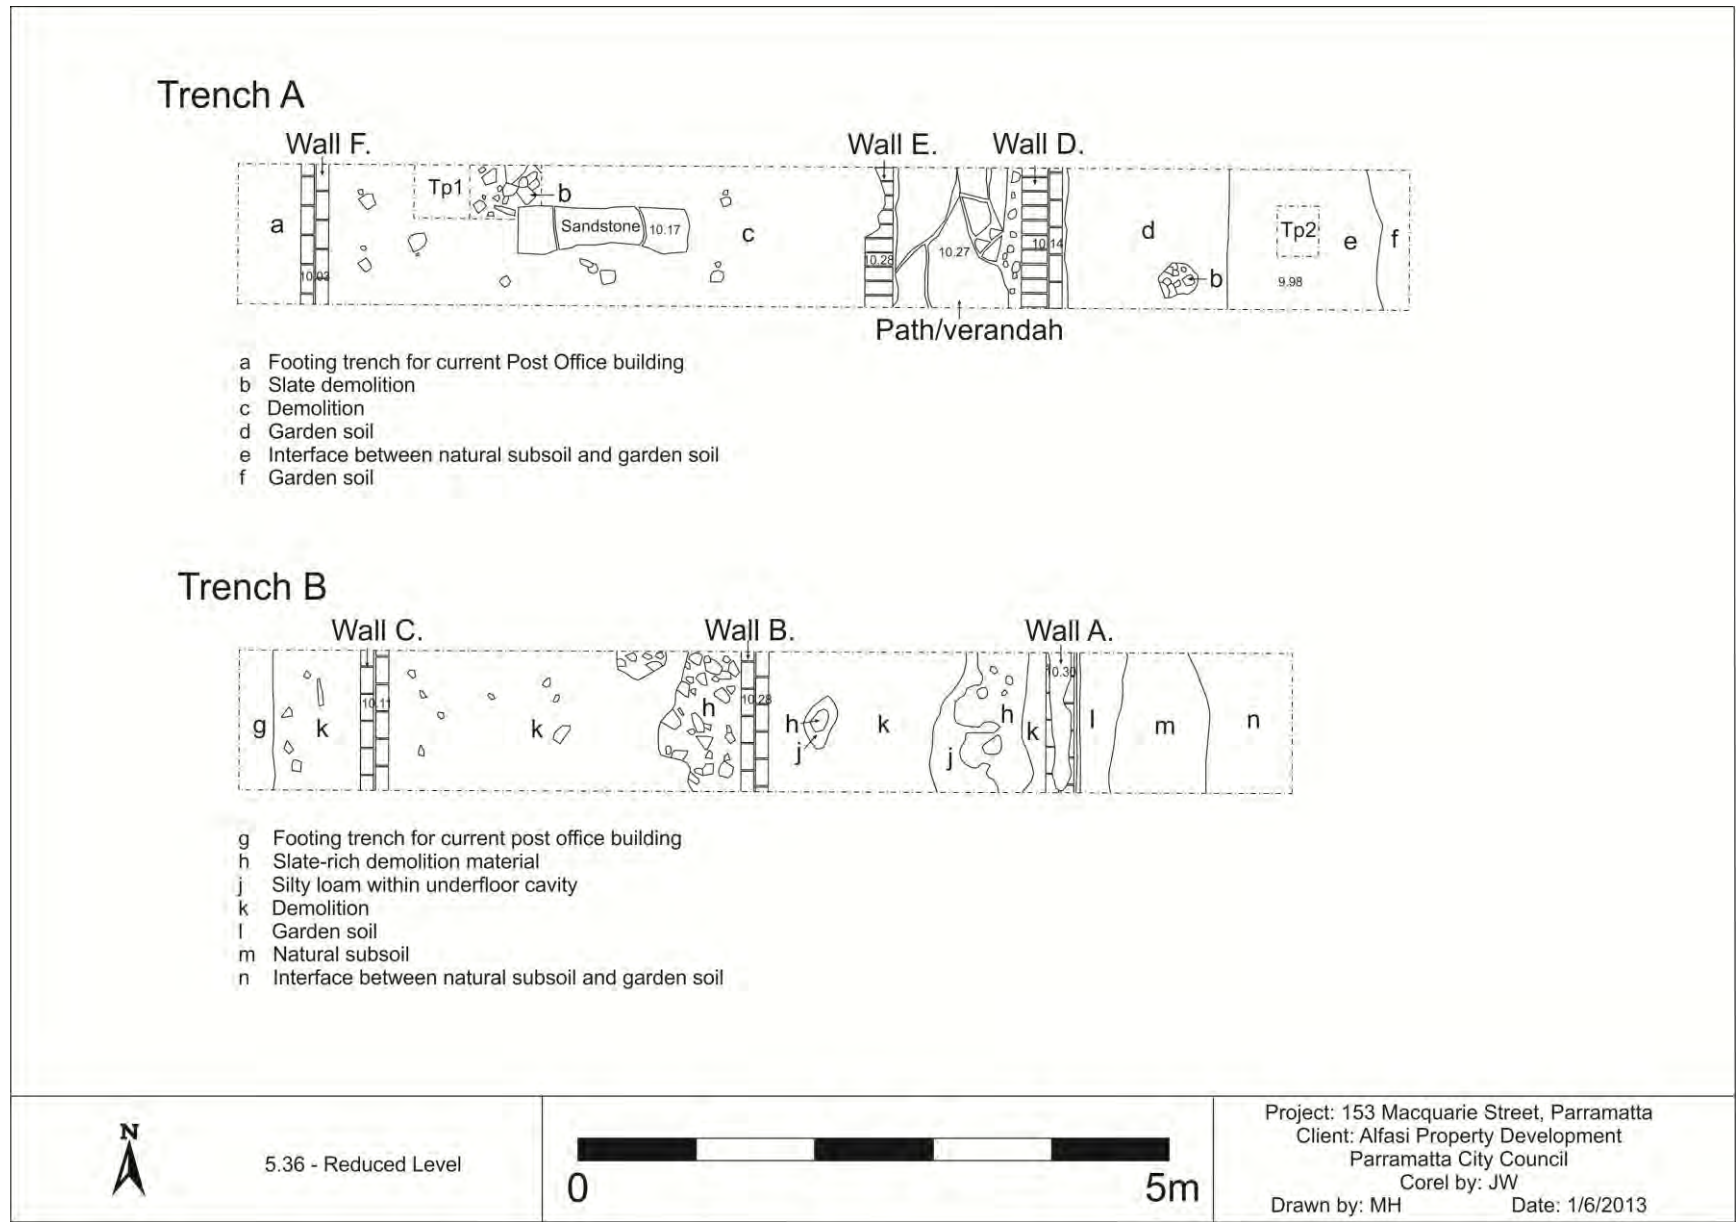 Trench A
Wall F.
Wall E.
Wall D.
a
10.02
Tp1
b
Sandstone
10.17
c
10.28
10.27
10.14
d
b
Tp2
9.98
e
f
Path/verandah
a Footing trench for current Post Office building
b Slate demolition
c Demolition
d Garden soil
e Interface between natural subsoil and garden soil
f Garden soil
Trench B
Wall C.
Wall B.
Wall A.
g
k
10.11
k
h
10.28
h
j
k
j
h
k
10.30
l
m
n
g Footing trench for current post office building
h Slate-rich demolition material
j Silty loam within underfloor cavity
k Demolition
l Garden soil
m Natural subsoil
n Interface between natural subsoil and garden soil
N
5.36 - Reduced Level
0
5m
Project: 153 Macquarie Street, Parramatta
Client: Alfasi Property Development
Parramatta City Council
Corel by: JW
Drawn by: MH Date: 1/6/2013